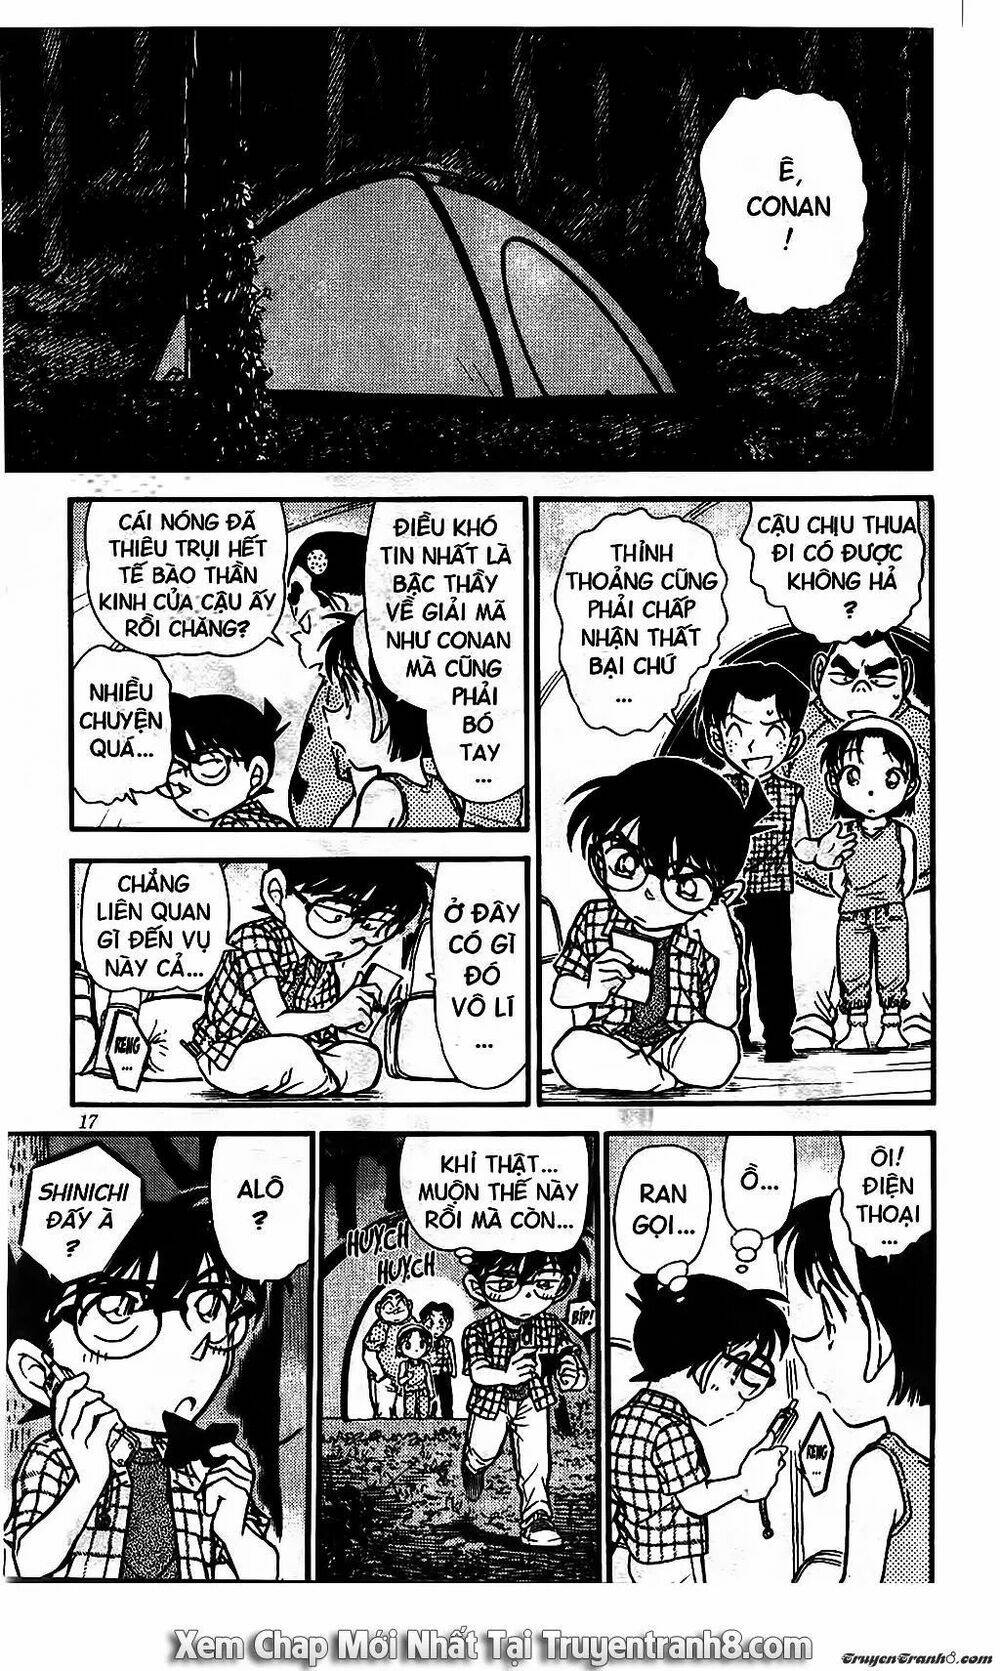 Ê,
CONAN
!
CẬU CHỊU THUA
ĐI CÓ ĐƯỢC
KHÔNG HẢ
?
THỈNH
THOẢNG CŨNG
PHẢI CHẤP
NHẬN THẤT
BẠI CHỨ
...
ĐIỀU KHÓ
TIN NHẤT LÀ
BẬC THẦY
VỀ GIẢI MÃ
NHƯ CONAN
MÀ CŨNG
PHẢI
BÓ
TAY
...
CÁI NÓNG ĐÃ
THIÊU TRỤI HẾT
TẾ BÀO THẦN
KINH CỦA CẬU ẤY
RỒI CHĂNG?
NHIỀU
CHUYỆN
QUÁ...
Ở ĐÂY
CÓ GÌ
ĐÓ
VÔ LÍ
...
CHẲNG
LIÊN QUAN
GÌ ĐẾN VỤ
NÀY CẢ...
RENG
...
17
ÔI!
ĐIỆN
THOẠI
...
Ồ...
RAN
GỌI...
RENG
...
KHỈ THẬT...
MUỘN THẾ NÀY
RỒI MÀ CÒN...
HUỴCH
HUỴCH
BÍP!
ALÔ
?
SHINICHI
ĐẤY À
?
Xem Chap Mới Nhất Tại Truyentranh8.com
TruyenTranh8.com